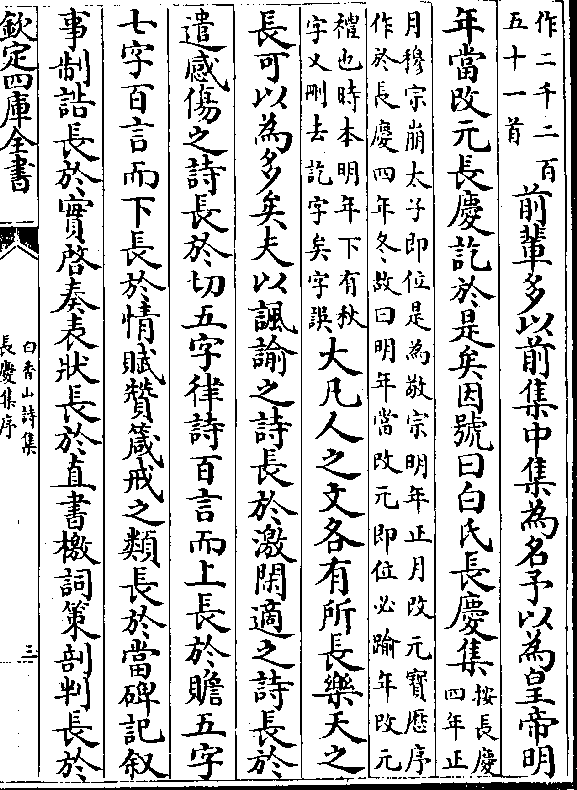 作二千二百
五十一首
前輩多以前集中集為名予以為皇帝明
年當改元長慶訖於是矣因號曰白氏長慶集
按長慶
四年正
月穆宗崩太子即位是為敬宗明年正月改元寶歴序
作於長慶四年冬故曰明年當改元即位必踰年改元
禮也時本明年下有秋
字又刪去訖字矣字誤
大凡人之文各有所長樂天之
長可以為多矣夫以諷諭之詩長於激閑適之詩長於
遣感傷之詩長於切五字律詩百言而上長於贍五字
七字百言而下長於情賦贊箴戒之類長於當碑記叙
事制誥長於實啓奏表狀長於直書檄詞策剖判長於
欽定四庫全書
白香山詩集
長慶集序
三